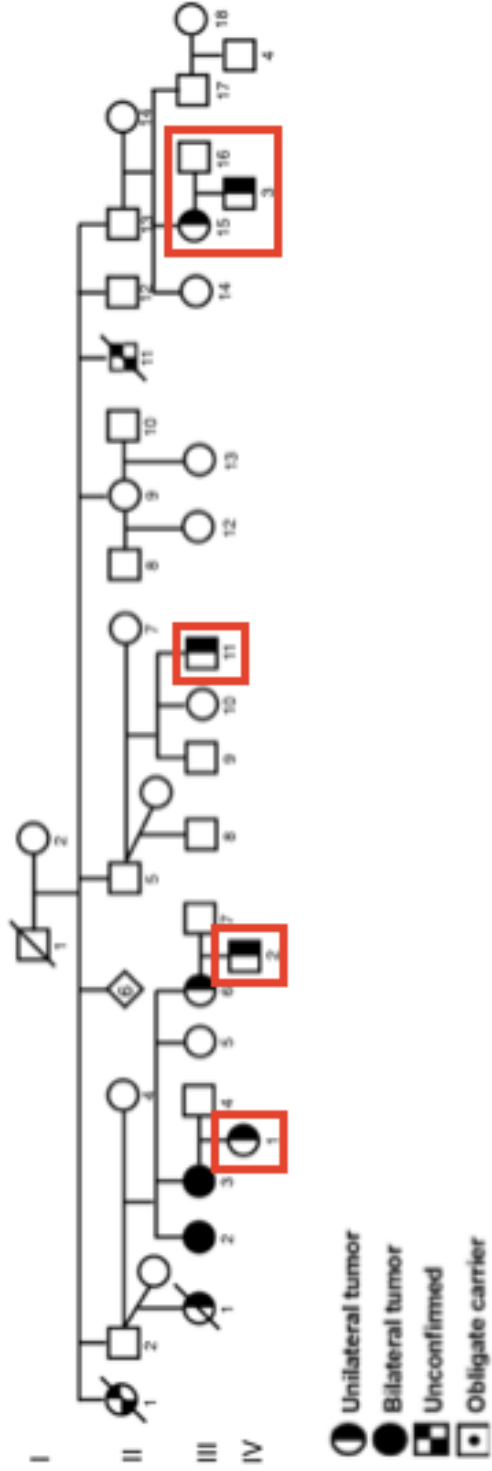 I 1 2
II 1 2 4 6 5 7 8 9 10 11 12 13 14
III 1 2 3 4 5 6 7 8 9 10 11 12 13 14 15 16 17 18
IV 1 2 3 4
Unilateral tumor
Bilateral tumor
Unconfirmed
Obligate carrier